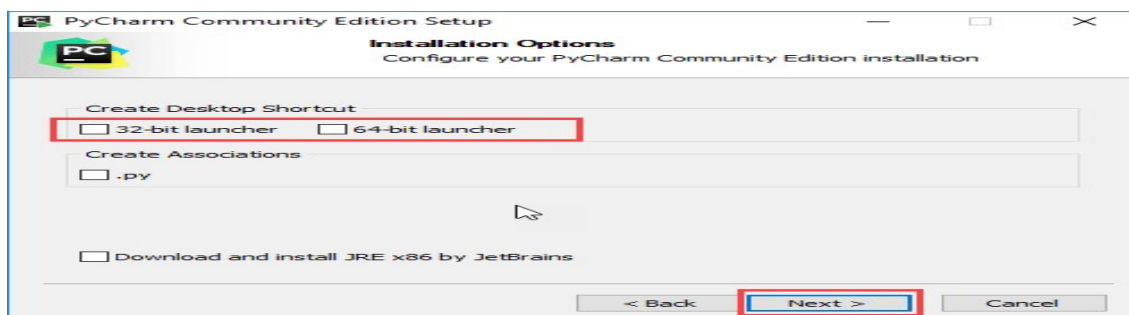 PC PyCharm Community Edition Setup
PC Installation Options
Configure your PyCharm Community Edition installation
Create Desktop Shortcut
32-bit launcher 64-bit launcher
Create Associations
.py
Download and install JRE x86 by JetBrains
< Back Next > Cancel